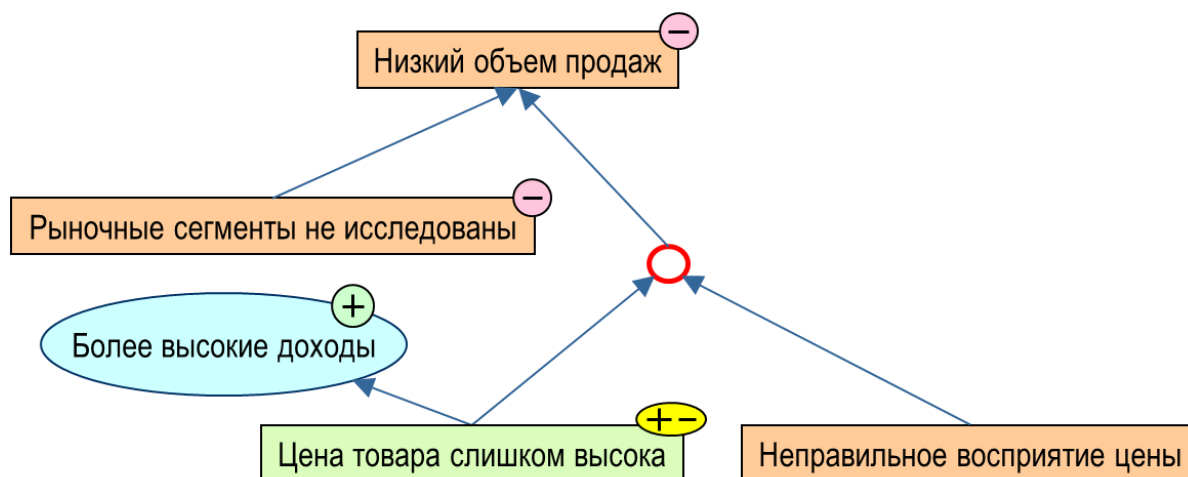 Низкий объем продаж
−
Рыночные сегменты не исследованы
−
Более высокие доходы
+
Цена товара слишком высока
+ −
Неправильное восприятие цены